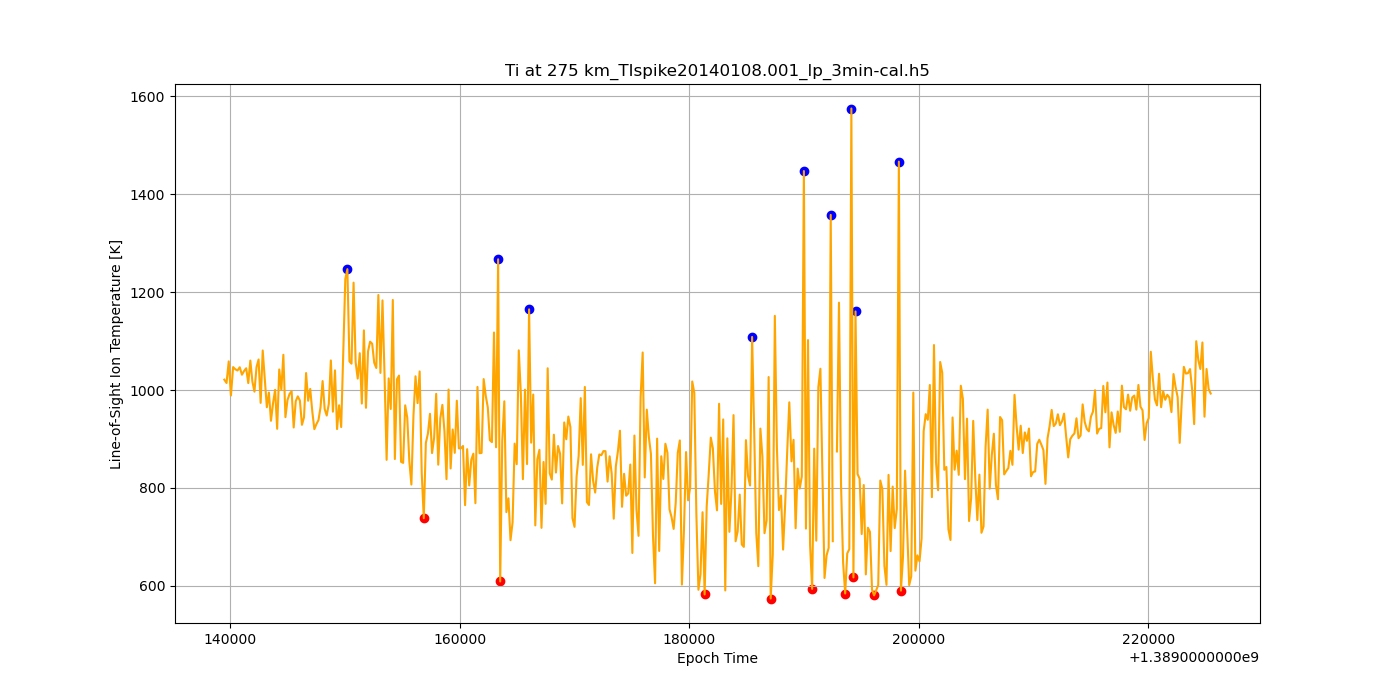 Ti at 275 km_TIspike20140108.001_lp_3min-cal.h5
Line-of-Sight Ion Temperature [K]
1600
1400
1200
1000
800
600
140000
160000
180000
200000
220000
Epoch Time
+1.3890000000e9